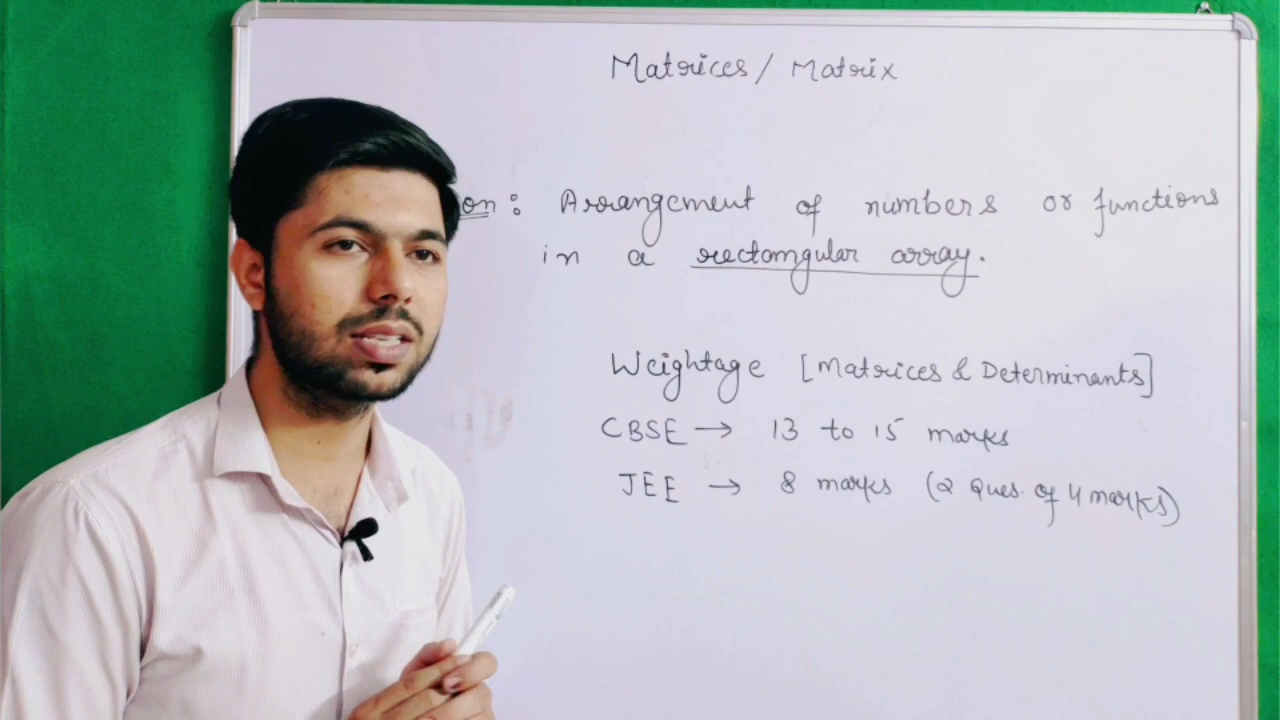 Matrices / Matrix
on : Arrangement of numbers or functions
in a rectangular array.
Weightage [Matrices & Determinants]
CBSE → 13 to 15 marks
JEE → 8 marks (2 Ques. of 4 marks)